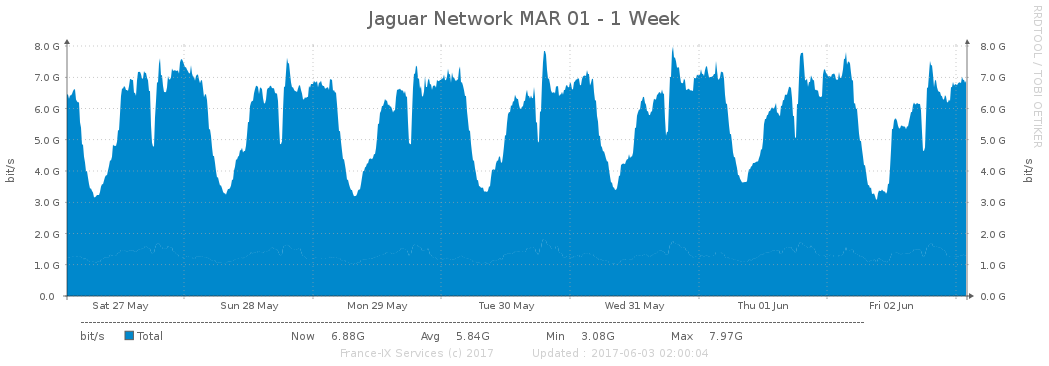 Jaguar Network MAR 01 - 1 Week
RRDTOOL / TOBI OETIKER
8.0 G 8.0 G
7.0 G 7.0 G
6.0 G 6.0 G
5.0 G 5.0 G
4.0 G 4.0 G
3.0 G 3.0 G
2.0 G 2.0 G
1.0 G 1.0 G
0.0 0.0 G
bit/s bit/s
Sat 27 May Sun 28 May Mon 29 May Tue 30 May Wed 31 May Thu 01 Jun Fri 02 Jun
bit/s Total Now 6.88G Avg 5.84G Min 3.08G Max 7.97G
France-IX Services (c) 2017 Updated : 2017-06-03 02:00:04